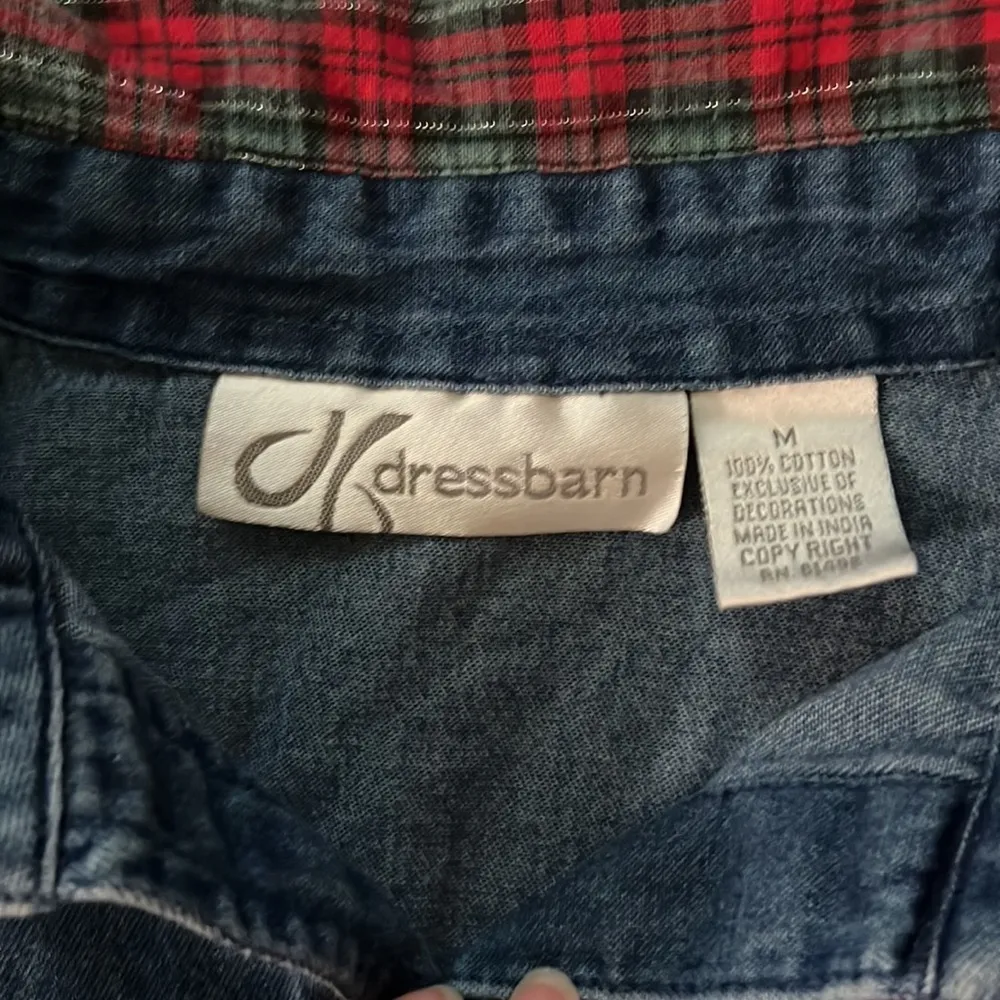 dressbarn
M
100% COTTON
EXCLUSIVE OF
DECORATIONS
MADE IN INDIA
COPY RIGHT
RN